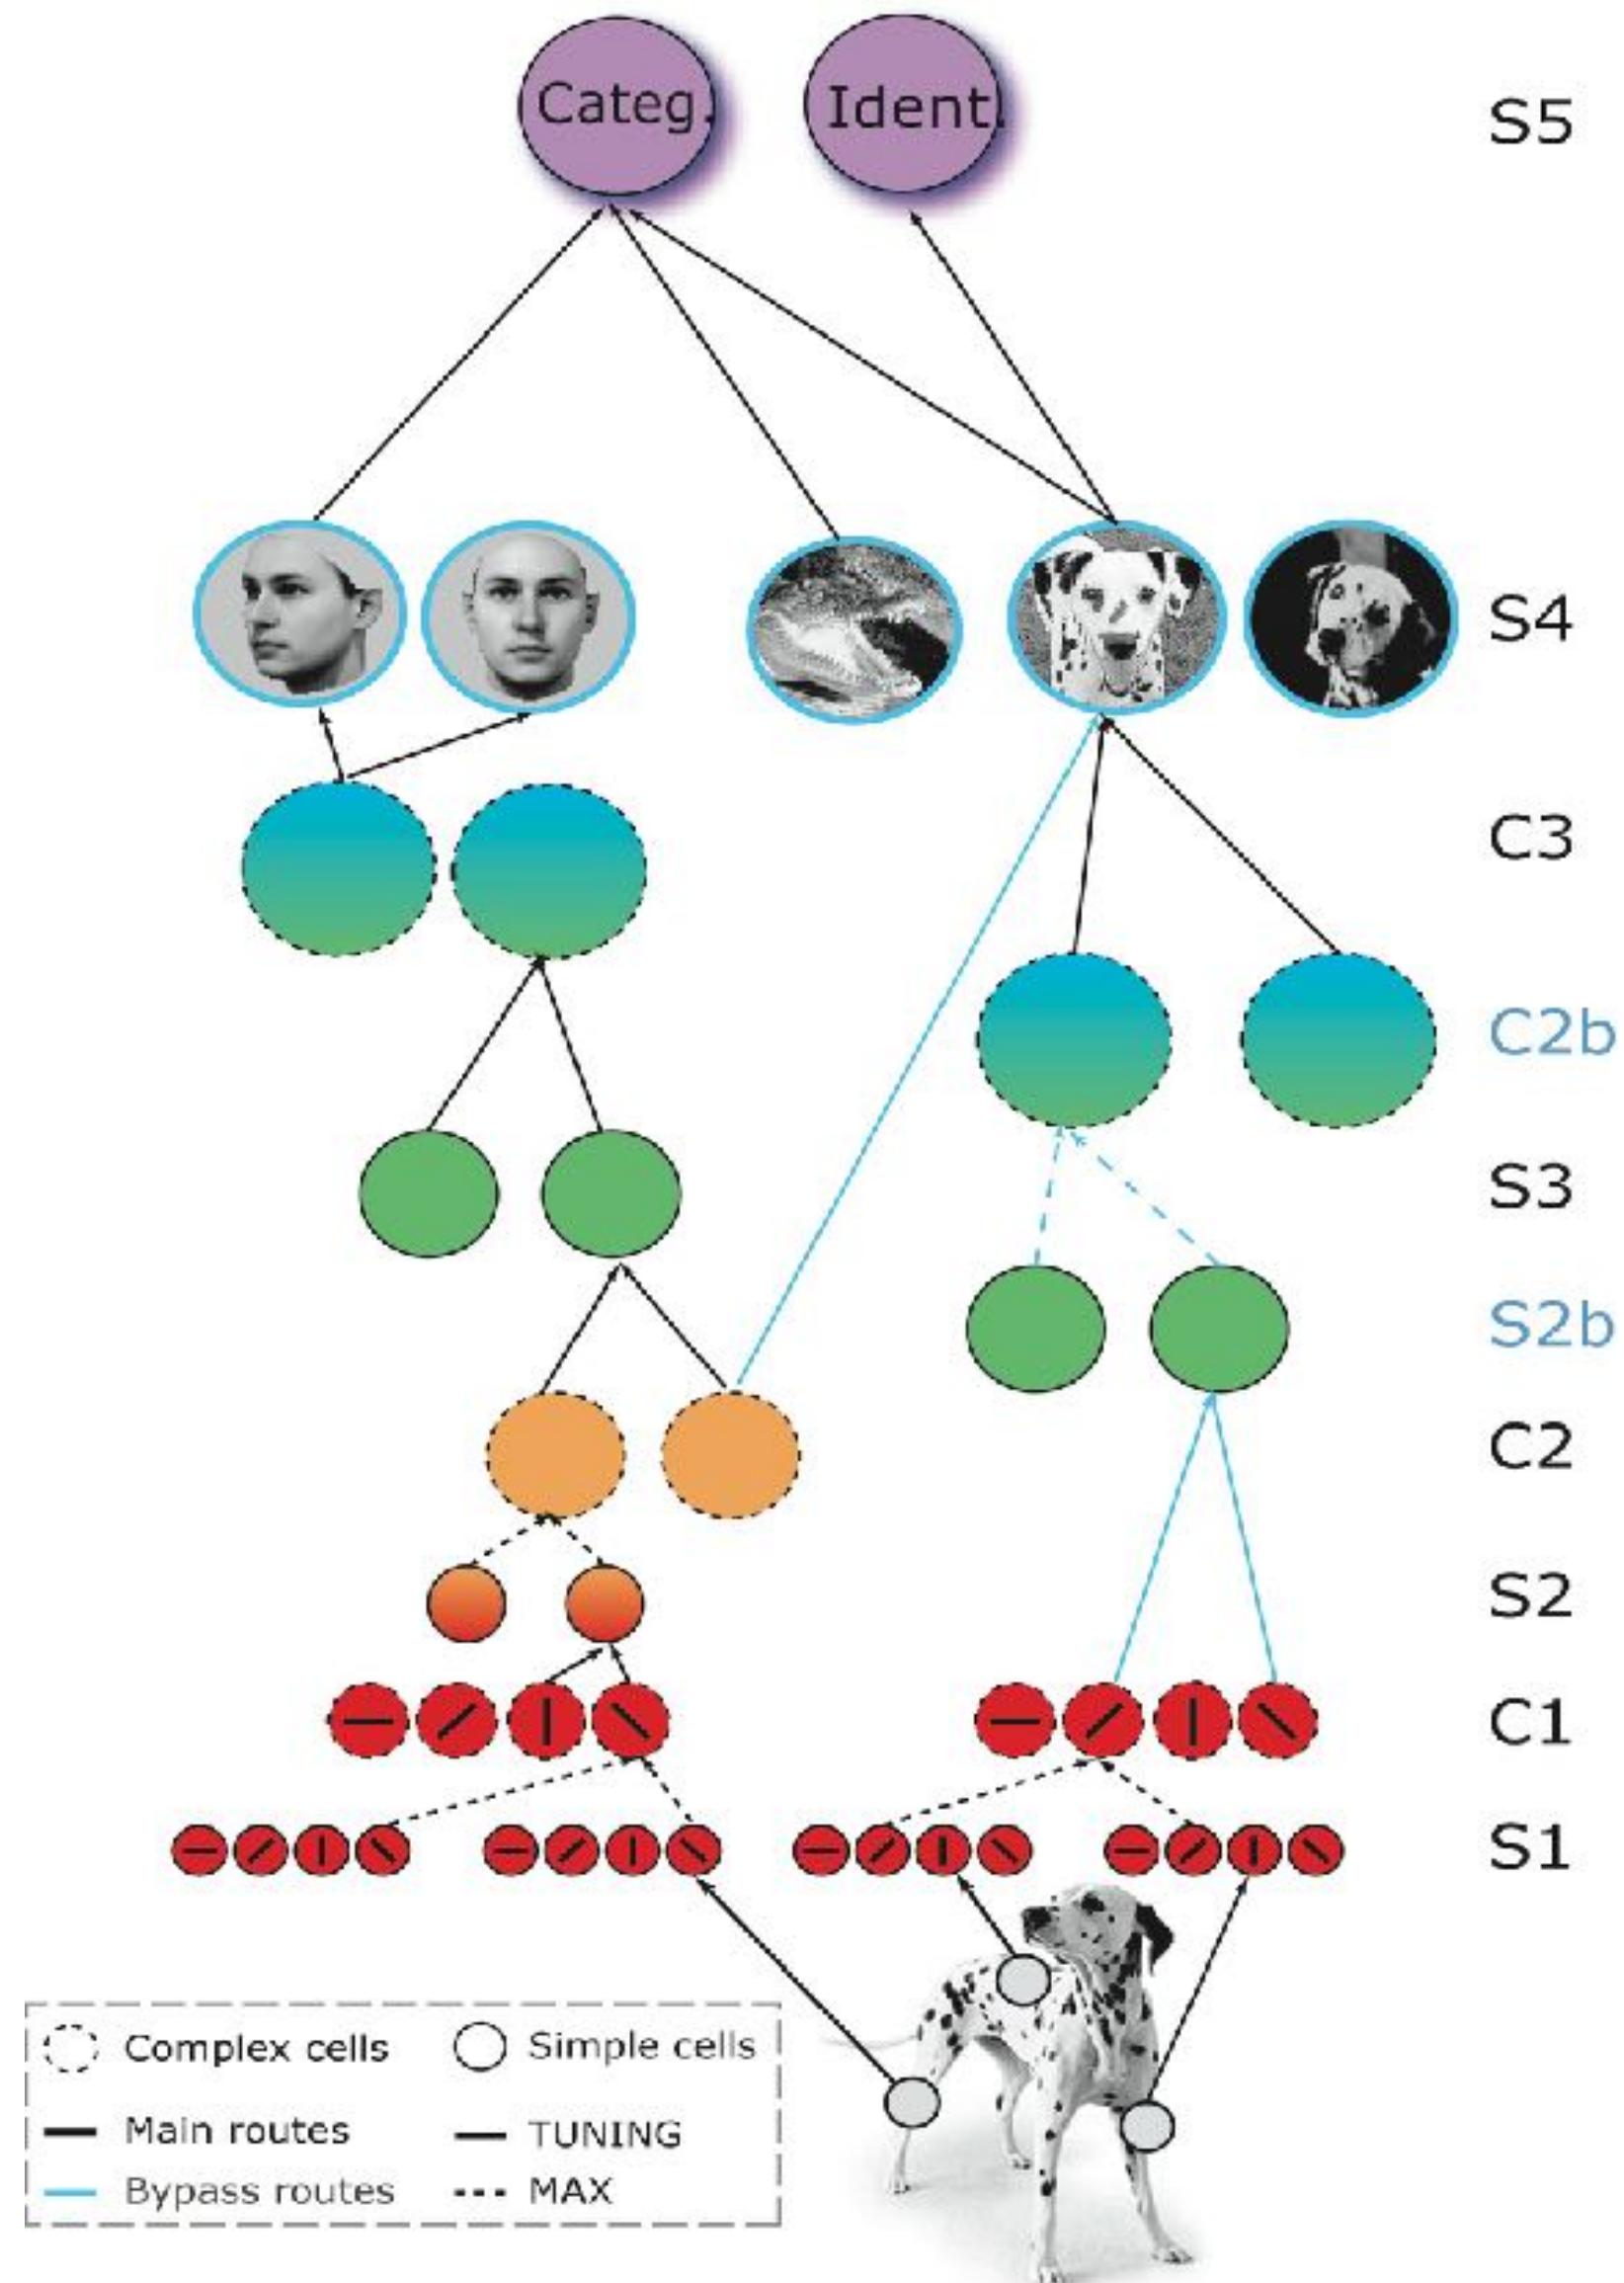 Categ.
Ident.
S5
S4
C3
C2b
S3
S2b
C2
S2
C1
S1
Complex cells
Simple cells
Main routes
TUNING
Bypass routes
MAX